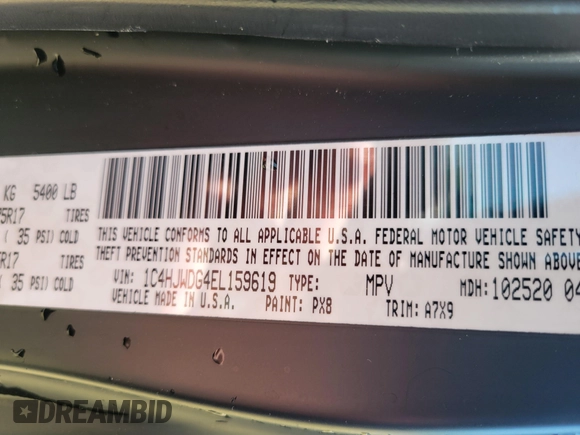 KG 5400 LB
5R17 TIRES
( 35 PSI) COLD
R17 TIRES
( 35 PSI) COLD
THIS VEHICLE CONFORMS TO ALL APPLICABLE U.S.A. FEDERAL MOTOR VEHICLE SAFETY
THEFT PREVENTION STANDARDS IN EFFECT ON THE DATE OF MANUFACTURE SHOWN ABOVE
VIN: 1C4HJWDG4EL159619 TYPE: MPV MDH: 102520 04
VEHICLE MADE IN U.S.A. PAINT: PX8 TRIM: A7X9
DREAMBID